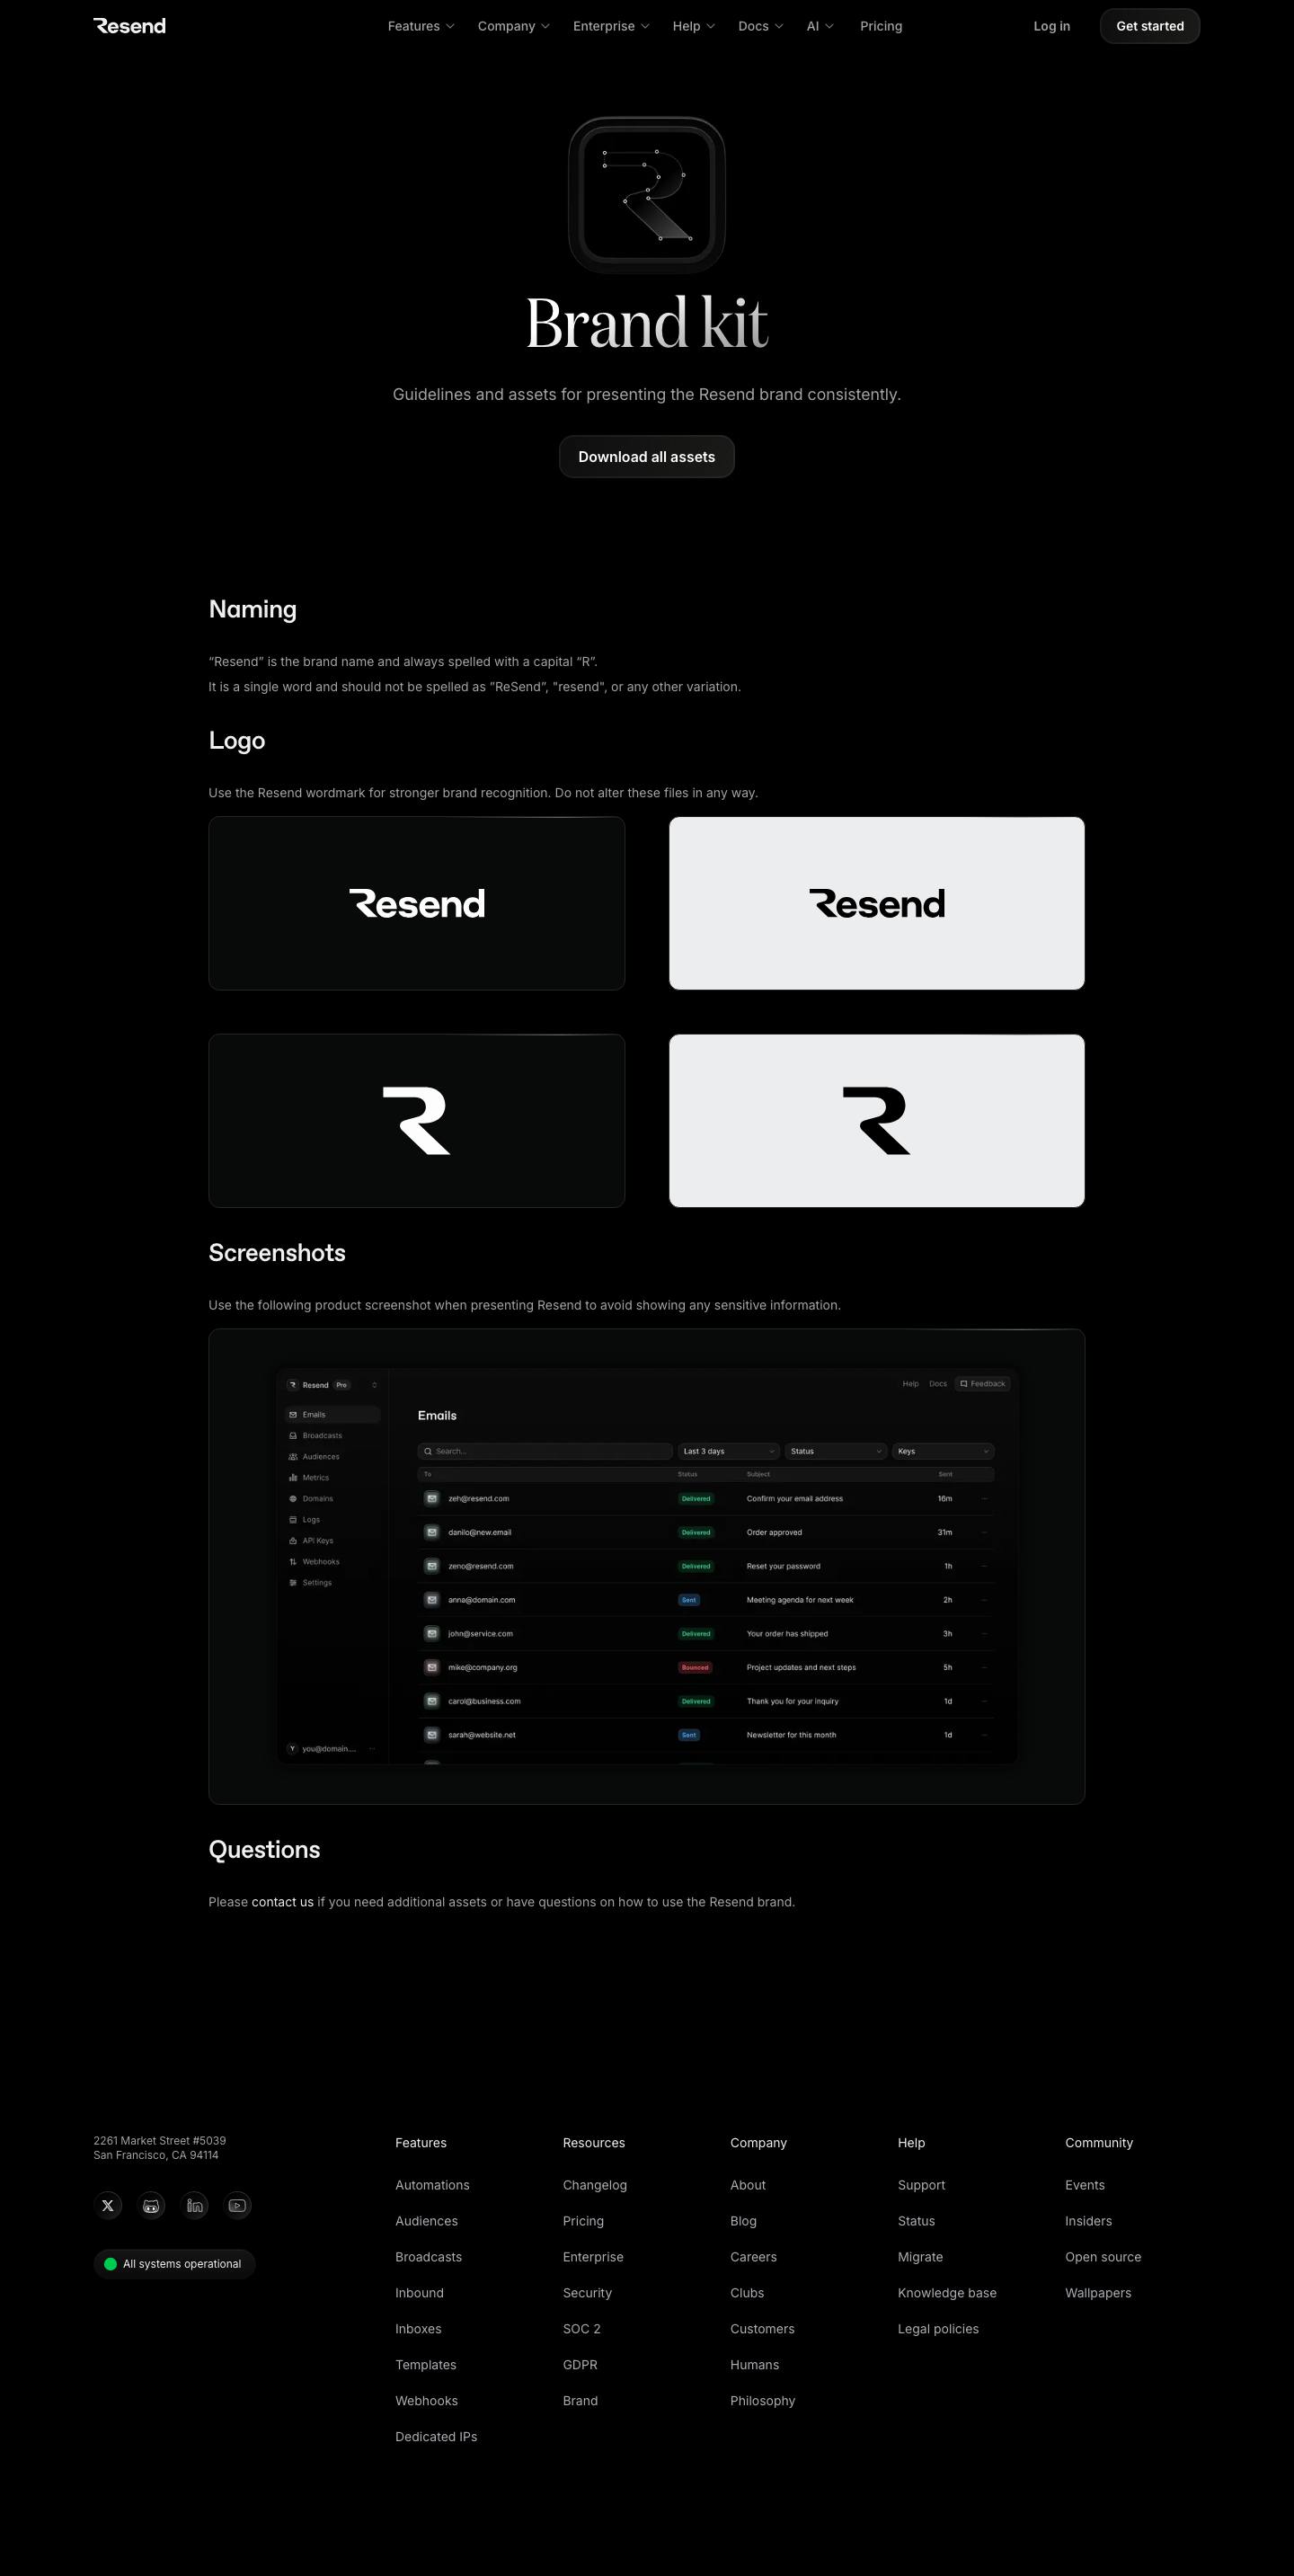 Resend
Features Company Enterprise Help Docs AI Pricing
Log in
Get started
Brand kit
Guidelines and assets for presenting the Resend brand consistently.
Download all assets
Naming
“Resend” is the brand name and always spelled with a capital “R”.
It is a single word and should not be spelled as "ReSend”, "resend", or any other variation.
Logo
Use the Resend wordmark for stronger brand recognition. Do not alter these files in any way.
Resend
Resend
R
R
Screenshots
Use the following product screenshot when presenting Resend to avoid showing any sensitive information.
Resend Pro
Help Docs Feedback
Emails
Broadcasts
Audiences
Metrics
Domains
Logs
API Keys
Webhooks
Settings
Y you@domain....
Emails
Search... Last 3 days Status Keys
To Status Subject Sent
zeh@resend.com Delivered Confirm your email address 16m
danilo@new.email Delivered Order approved 31m
zeno@resend.com Delivered Reset your password 1h
anna@domain.com Sent Meeting agenda for next week 2h
john@service.com Delivered Your order has shipped 3h
mike@company.org Bounced Project updates and next steps 5h
carol@business.com Delivered Thank you for your inquiry 1d
sarah@website.net Sent Newsletter for this month 1d
Questions
Please contact us if you need additional assets or have questions on how to use the Resend brand.
2261 Market Street #5039
San Francisco, CA 94114
All systems operational
Features
Automations
Audiences
Broadcasts
Inbound
Inboxes
Templates
Webhooks
Dedicated IPs
Resources
Changelog
Pricing
Enterprise
Security
SOC 2
GDPR
Brand
Company
About
Blog
Careers
Clubs
Customers
Humans
Philosophy
Help
Support
Status
Migrate
Knowledge base
Legal policies
Community
Events
Insiders
Open source
Wallpapers